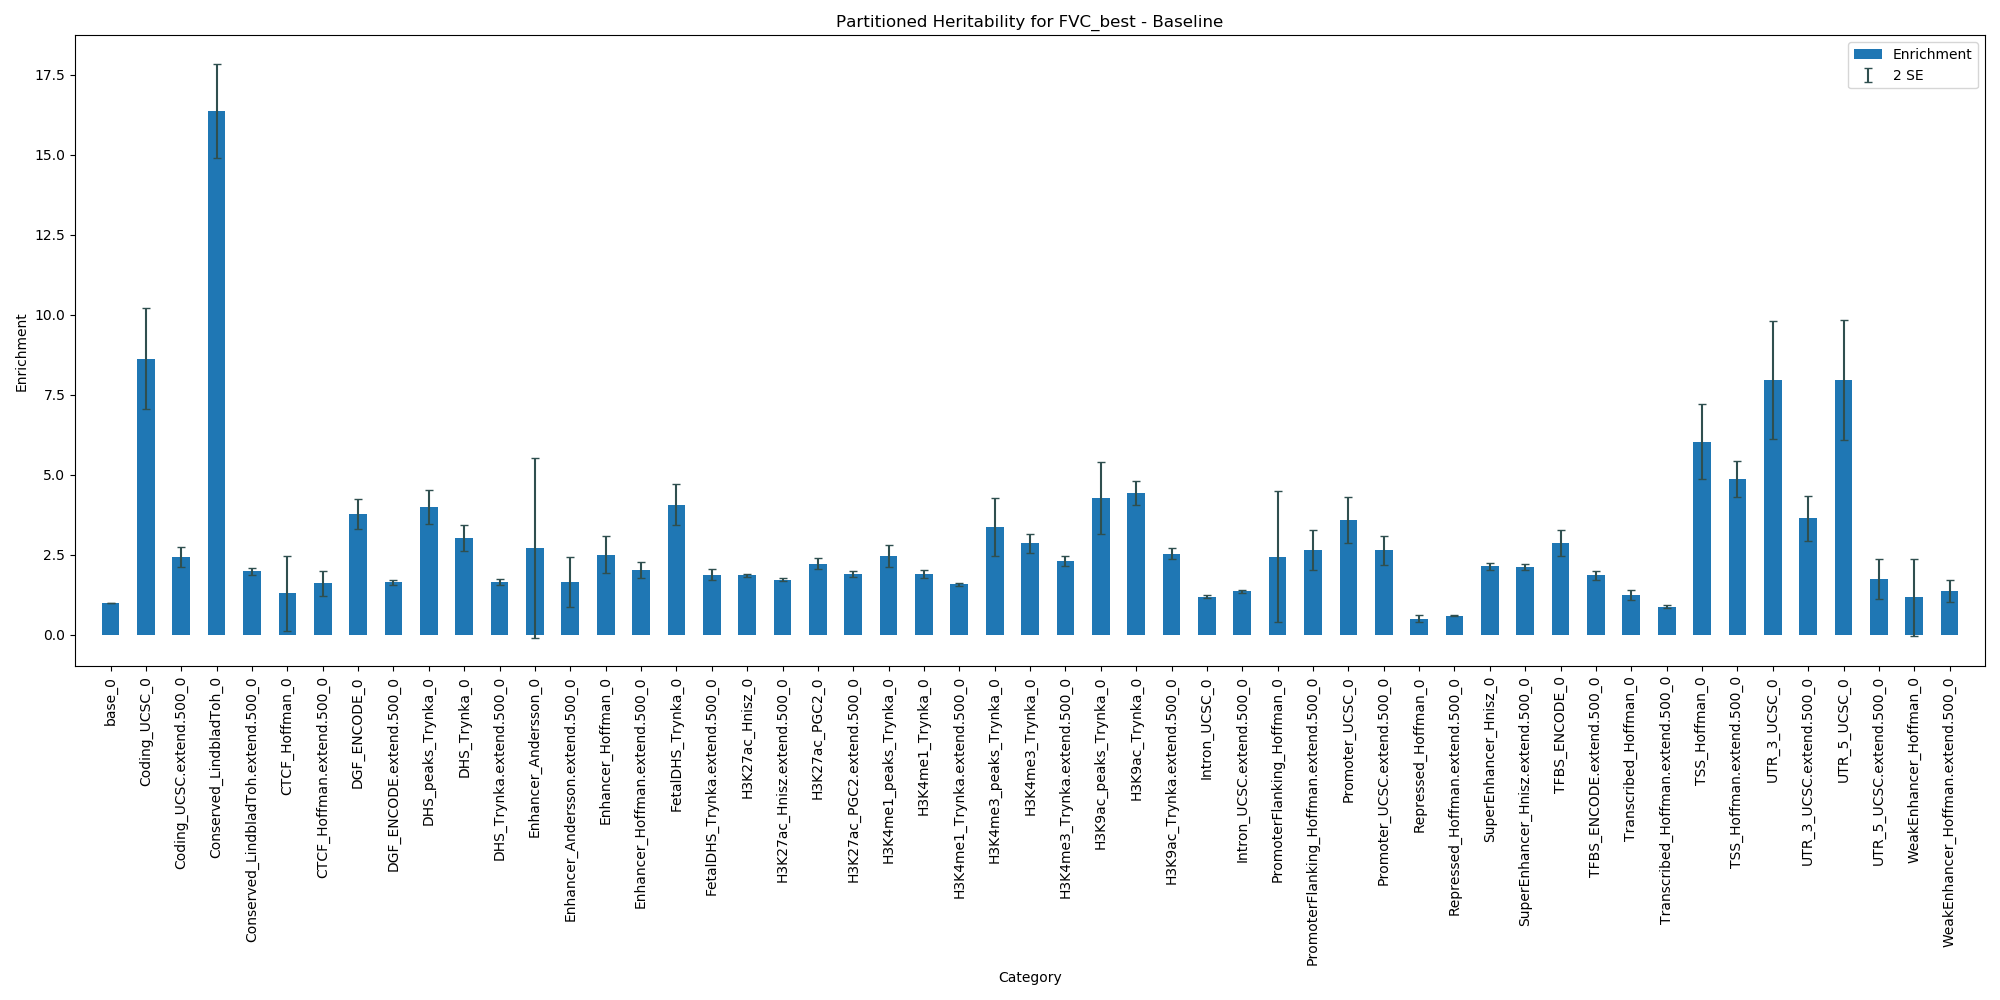 Partitioned Heritability for FVC_best - Baseline
Enrichment
2 SE
Enrichment
17.5
15.0
12.5
10.0
7.5
5.0
2.5
0.0
base_0
Coding_UCSC_0
Coding_UCSC.extend.500_0
Conserved_LindbladToh_0
Conserved_LindbladToh.extend.500_0
CTCF_Hoffman_0
CTCF_Hoffman.extend.500_0
DGF_ENCODE_0
DGF_ENCODE.extend.500_0
DHS_peaks_Trynka_0
DHS_Trynka_0
DHS_Trynka.extend.500_0
Enhancer_Andersson_0
Enhancer_Andersson.extend.500_0
Enhancer_Hoffman_0
Enhancer_Hoffman.extend.500_0
FetalDHS_Trynka_0
FetalDHS_Trynka.extend.500_0
H3K27ac_Hnisz_0
H3K27ac_Hnisz.extend.500_0
H3K27ac_PGC2_0
H3K27ac_PGC2.extend.500_0
H3K4me1_peaks_Trynka_0
H3K4me1_Trynka_0
H3K4me1_Trynka.extend.500_0
H3K4me3_peaks_Trynka_0
H3K4me3_Trynka_0
H3K4me3_Trynka.extend.500_0
H3K9ac_peaks_Trynka_0
H3K9ac_Trynka_0
H3K9ac_Trynka.extend.500_0
Intron_UCSC_0
Intron_UCSC.extend.500_0
PromoterFlanking_Hoffman_0
PromoterFlanking_Hoffman.extend.500_0
Promoter_UCSC_0
Promoter_UCSC.extend.500_0
Repressed_Hoffman_0
Repressed_Hoffman.extend.500_0
SuperEnhancer_Hnisz_0
SuperEnhancer_Hnisz.extend.500_0
TFBS_ENCODE_0
TFBS_ENCODE.extend.500_0
Transcribed_Hoffman_0
Transcribed_Hoffman.extend.500_0
TSS_Hoffman_0
TSS_Hoffman.extend.500_0
UTR_3_UCSC_0
UTR_3_UCSC.extend.500_0
UTR_5_UCSC_0
UTR_5_UCSC.extend.500_0
WeakEnhancer_Hoffman_0
WeakEnhancer_Hoffman.extend.500_0
Category